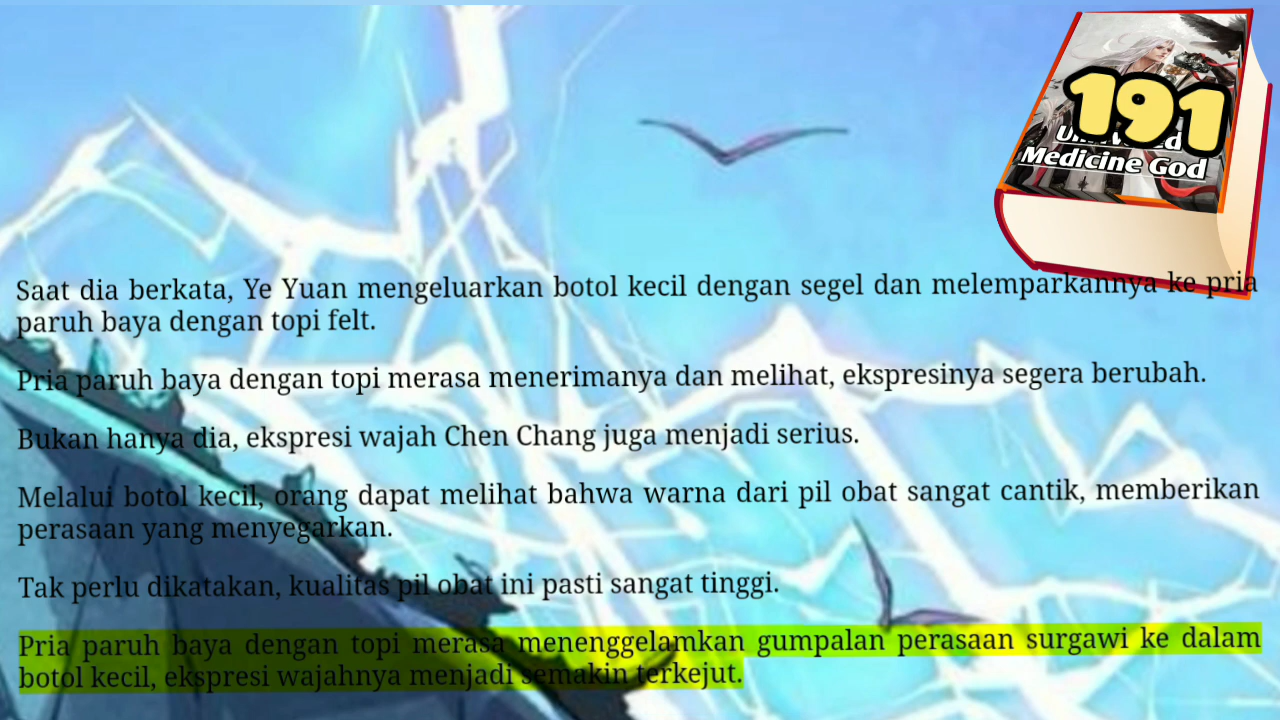 191
Medicine God
Saat dia berkata, Ye Yuan mengeluarkan botol kecil dengan segel dan melemparkannya ke pria
paruh baya dengan topi felt.
Pria paruh baya dengan topi merasa menerimanya dan melihat, ekspresinya segera berubah.
Bukan hanya dia, ekspresi wajah Chen Chang juga menjadi serius.
Melalui botol kecil, orang dapat melihat bahwa warna dari pil obat sangat cantik, memberikan
perasaan yang menyegarkan.
Tak perlu dikatakan, kualitas pil obat ini pasti sangat tinggi.
Pria paruh baya dengan topi merasa menenggelamkan gumpalan perasaan surgawi ke dalam
botol kecil, ekspresi wajahnya menjadi semakin terkejut.